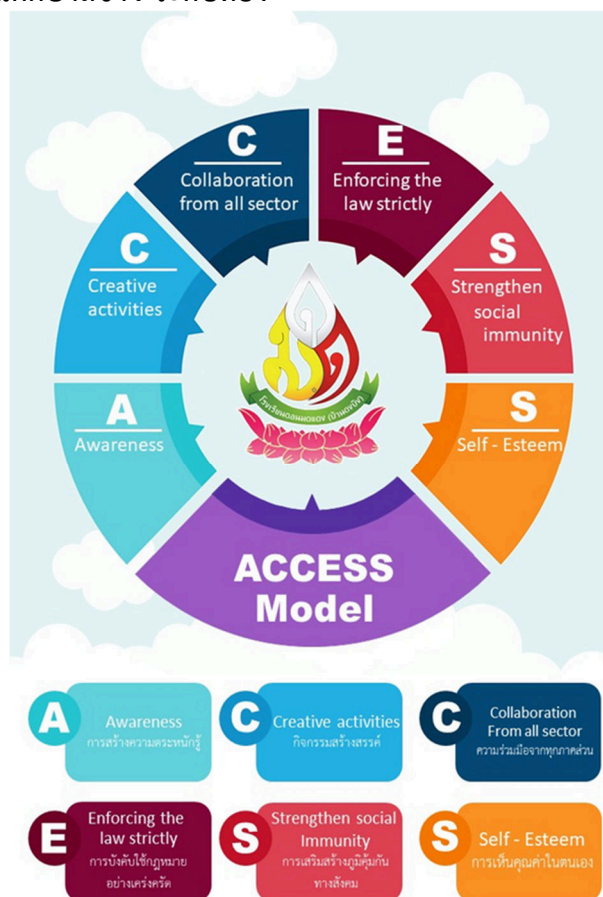 C
Collaboration
from all sector
E
Enforcing the
law strictly
C
Creative
activities
S
Strengthen
social
immunity
A
Awareness
S
Self - Esteem
ACCESS
Model
A
Awareness
การสร้างความตระหนักรู้
C
Creative activities
กิจกรรมสร้างสรรค์
C
Collaboration
From all sector
ความร่วมมือจากทุกภาคส่วน
E
Enforcing the
law strictly
การบังคับใช้กฎหมาย
อย่างเคร่งครัด
S
Strengthen social
Immunity
การเสริมสร้างภูมิคุ้มกัน
ทางสังคม
S
Self - Esteem
การเห็นคุณค่าในตนเอง